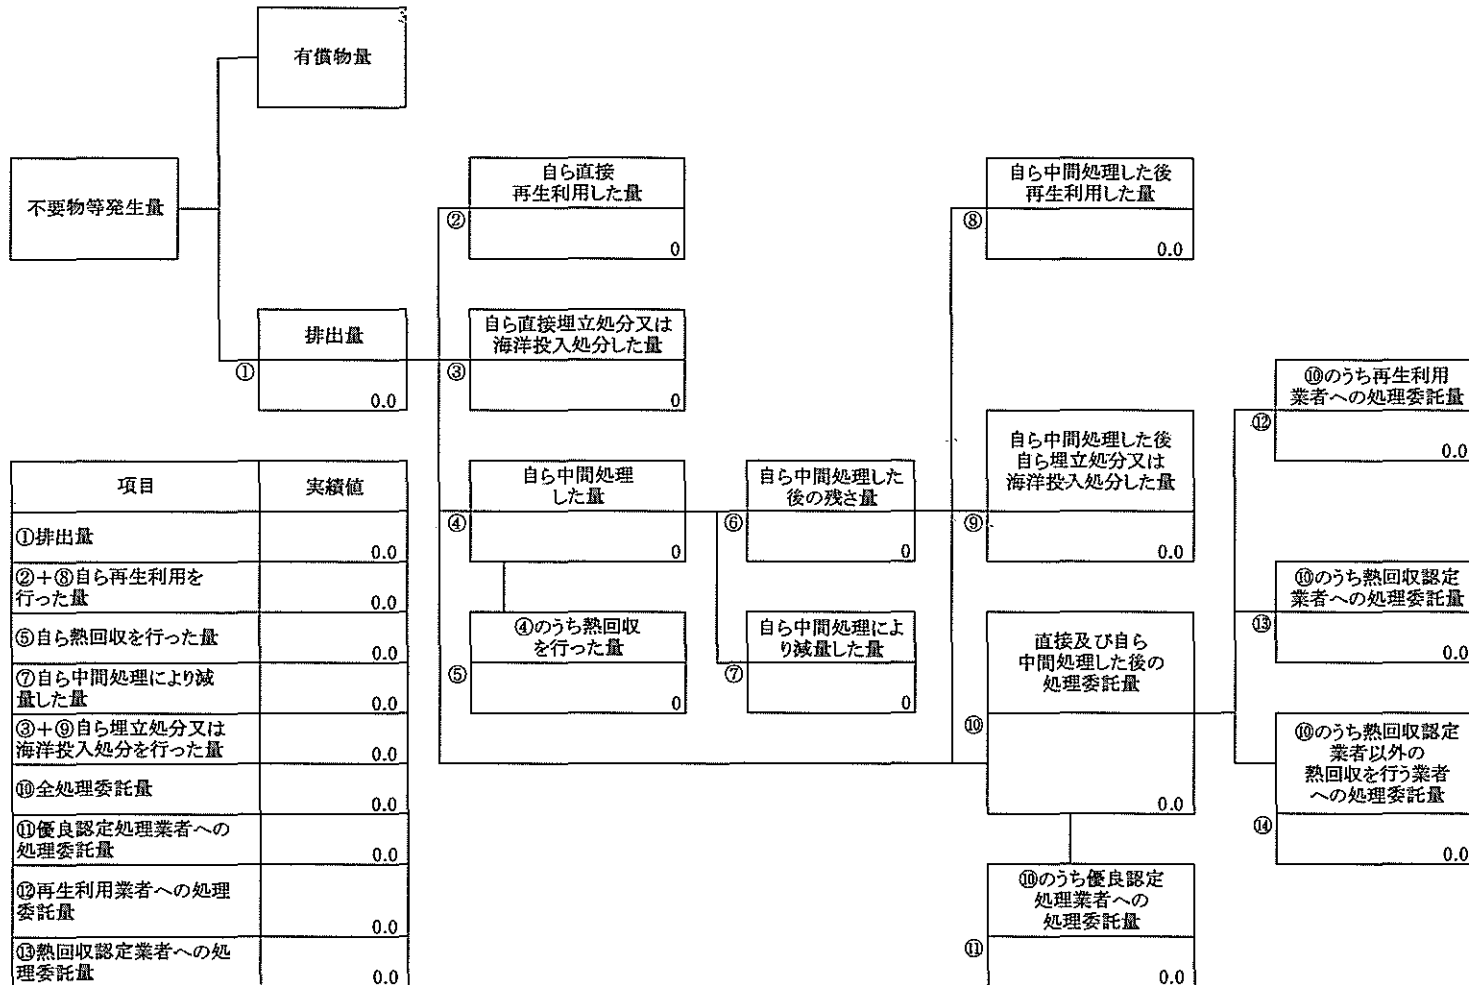 有償物量
不要物等発生量
自ら直接
再生利用した量
②
0
自ら中間処理した後
再生利用した量
⑧
0.0
排出量
①
0.0
自ら直接埋立処分又は
海洋投入処分した量
③
0
⑩のうち再生利用
業者への処理委託量
⑫
0.0
自ら中間処理
した量
④
0
自ら中間処理した
後の残さ量
⑥
0
自ら中間処理した後
自ら埋立処分又は
海洋投入処分した量
⑨
0.0
④のうち熱回収
を行った量
⑤
0
自ら中間処理によ
り減量した量
⑦
0
直接及び自ら
中間処理した後の
処理委託量
⑩
0.0
⑩のうち熱回収認定
業者への処理委託量
⑬
0.0
⑩のうち熱回収認定
業者以外の
熱回収を行う業者
への処理委託量
⑭
0.0
⑩のうち優良認定
処理業者への
処理委託量
⑪
0.0
項目 実績値
①排出量
0.0
②+⑧自ら再生利用を
行った量 0.0
⑤自ら熱回収を行った量
0.0
⑦自ら中間処理により減
量した量 0.0
③+⑨自ら埋立処分又は
海洋投入処分を行った量 0.0
⑩全処理委託量
0.0
⑪優良認定処理業者への
処理委託量 0.0
⑫再生利用業者への処理
委託量 0.0
⑬熱回収認定業者への処
理委託量 0.0